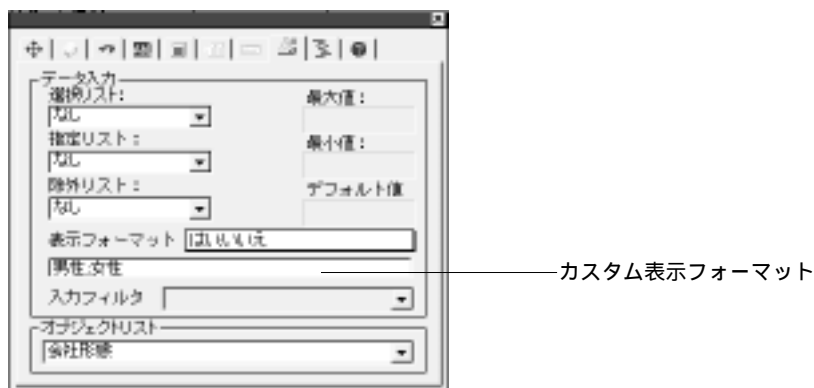 データ入力
選択リスト:
最大値:
なし
指定リスト:
最小値:
なし
除外リスト:
デフォルト値
なし
表示フォーマット はい;いいえ
男性;女性
カスタム表示フォーマット
入力フィルタ
オブジェクトリスト
会社形態